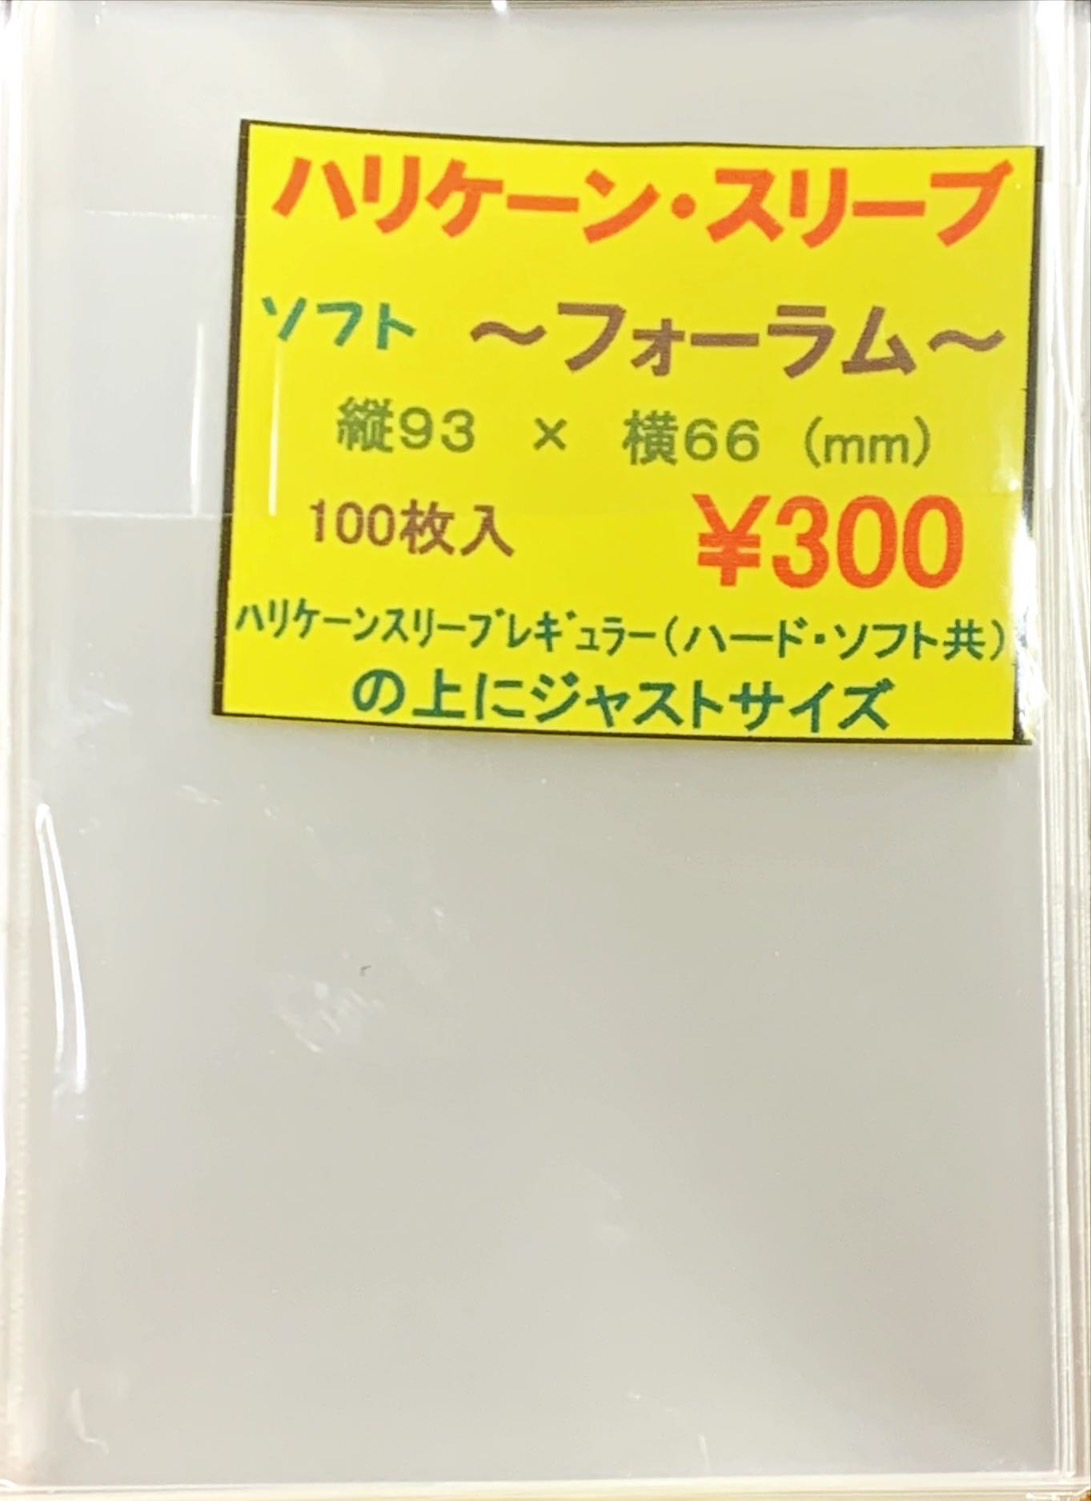 ハリケーン・スリーブ
ソフト ～フォーラム～
縦93 × 横66 (mm)
100枚入 ¥300
ﾊﾘｹーﾝｽﾘーﾌﾞﾚｷﾞｭﾗー(ハード・ソフト共)
の上にジャストサイズ